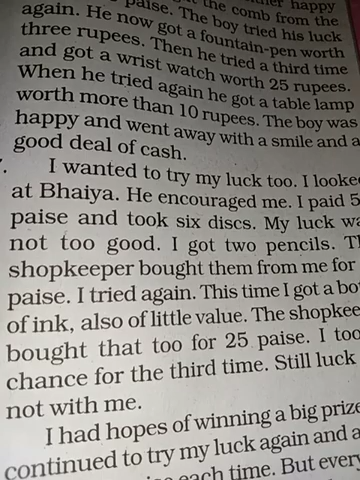 the comb from the happy
paise. The boy tried his luck
again. He now got a fountain-pen worth
three rupees. Then he tried a third time
and got a wrist watch worth 25 rupees.
When he tried again he got a table lamp
worth more than 10 rupees. The boy was
happy and went away with a smile and a
good deal of cash.
I wanted to try my luck too. I looke
at Bhaiya. He encouraged me. I paid 5
paise and took six discs. My luck wa
not too good. I got two pencils. Th
shopkeeper bought them from me for
paise. I tried again. This time I got a bo
of ink, also of little value. The shopkee
bought that too for 25 paise. I too
chance for the third time. Still luck
not with me.
I had hopes of winning a big prize
continued to try my luck again and a
each time. But every